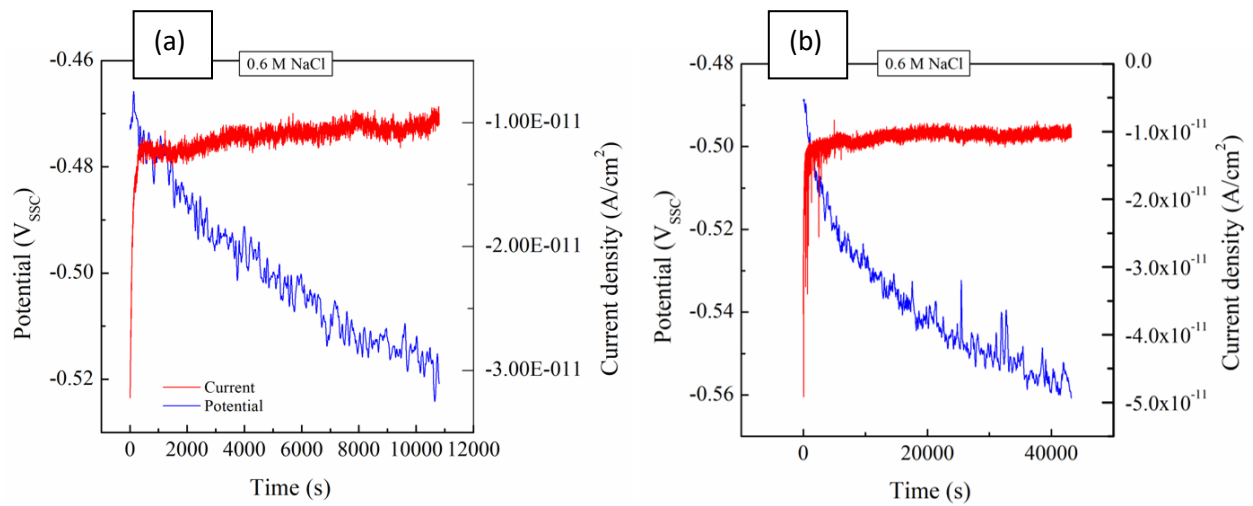 (a)
0.6 M NaCl
-0.46
-0.48
-0.50
-0.52
Potential (V_SSC)
-1.00E-011
-2.00E-011
-3.00E-011
Current density (A/cm²)
Current
Potential
0 2000 4000 6000 8000 10000 12000
Time (s)
(b)
0.6 M NaCl
-0.48
-0.50
-0.52
-0.54
-0.56
Potential (V_SSC)
0.0
-1.0x10⁻¹¹
-2.0x10⁻¹¹
-3.0x10⁻¹¹
-4.0x10⁻¹¹
-5.0x10⁻¹¹
Current density (A/cm²)
0 20000 40000
Time (s)